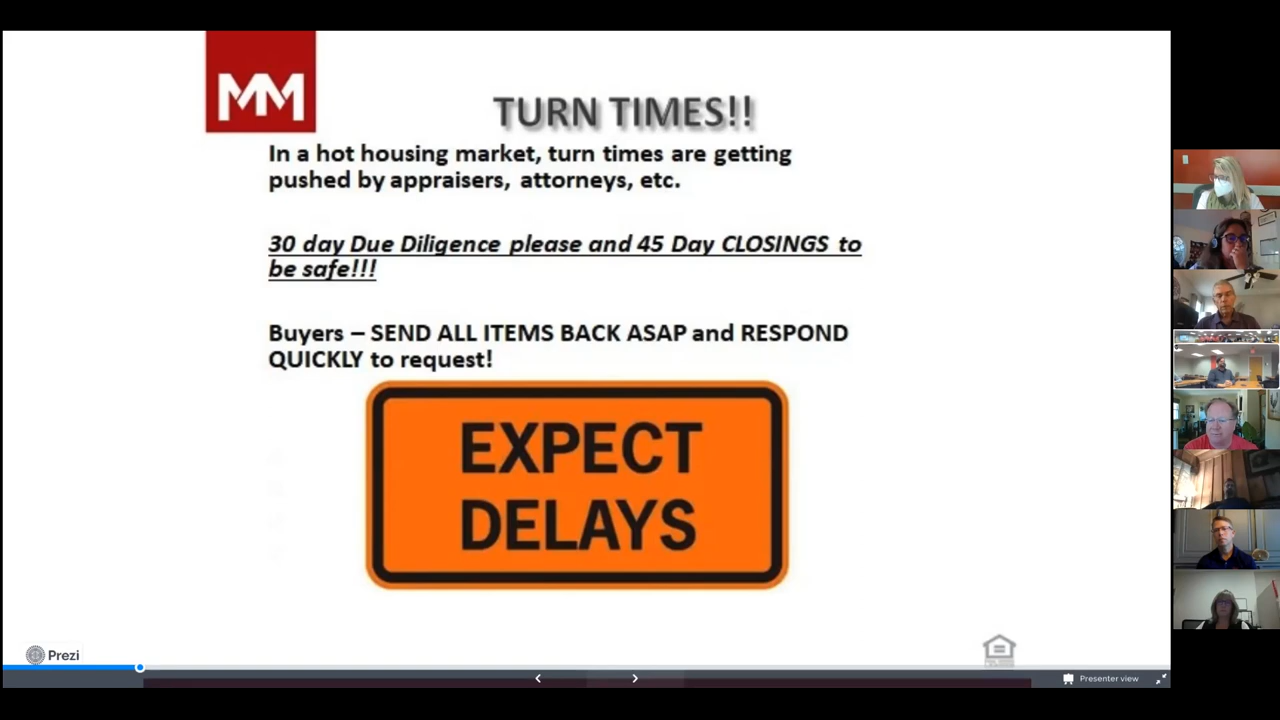 MM
TURN TIMES!!
In a hot housing market, turn times are getting
pushed by appraisers, attorneys, etc.
30 day Due Diligence please and 45 Day CLOSINGS to
be safe!!!
Buyers – SEND ALL ITEMS BACK ASAP and RESPOND
QUICKLY to request!
EXPECT
DELAYS
Prezi
Presenter view